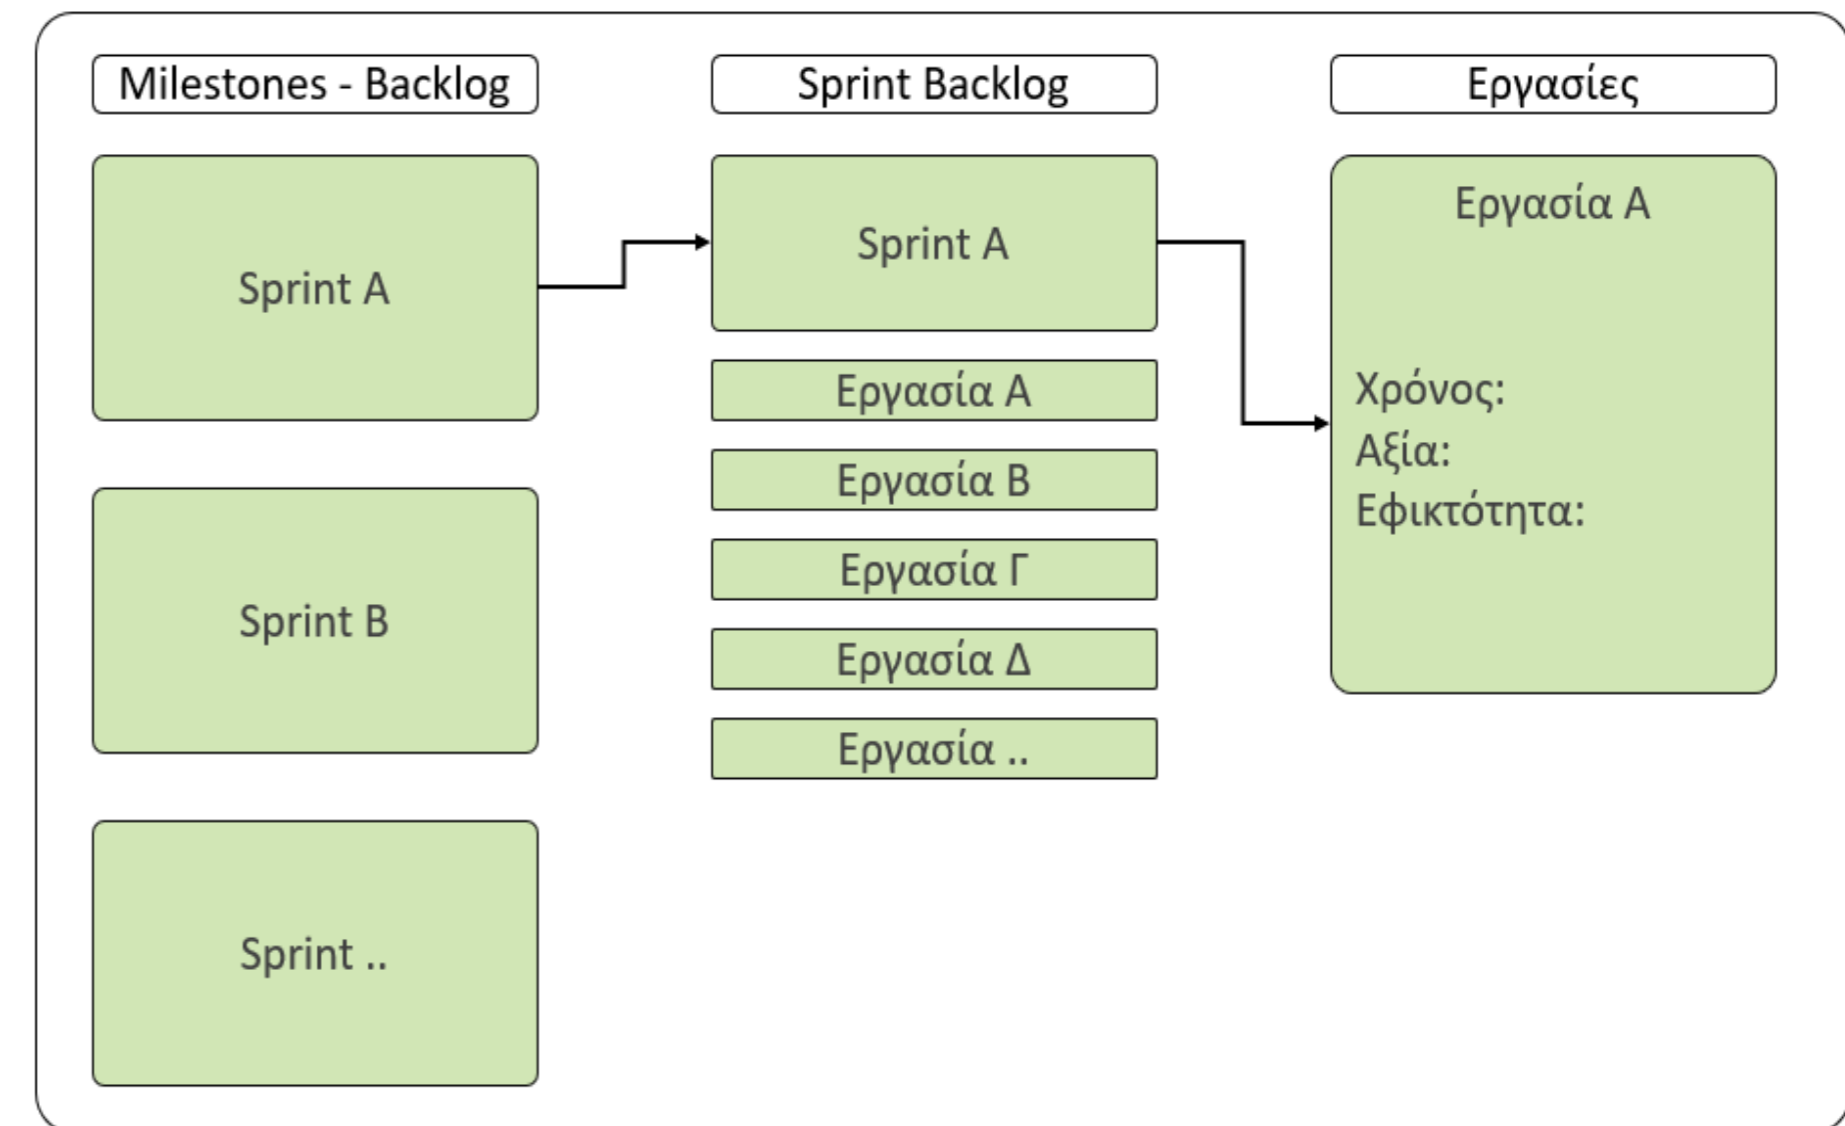 Milestones - Backlog
Sprint A
Sprint B
Sprint ..
Sprint Backlog
Sprint A
Εργασία Α
Εργασία Β
Εργασία Γ
Εργασία Δ
Εργασία ..
Εργασίες
Εργασία Α
Χρόνος:
Αξία:
Εφικτότητα: